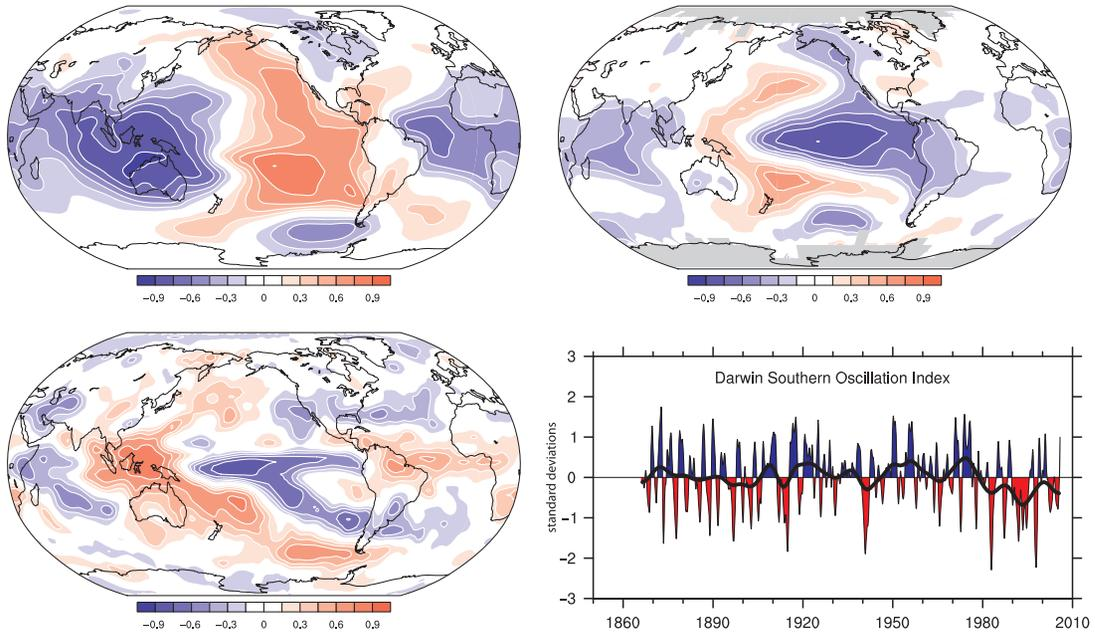 −0.9 −0.6 −0.3 0 0.3 0.6 0.9
−0.9 −0.6 −0.3 0 0.3 0.6 0.9
−0.9 −0.6 −0.3 0 0.3 0.6 0.9
Darwin Southern Oscillation Index
standard deviations
3
2
1
0
−1
−2
−3
1860 1890 1920 1950 1980 2010